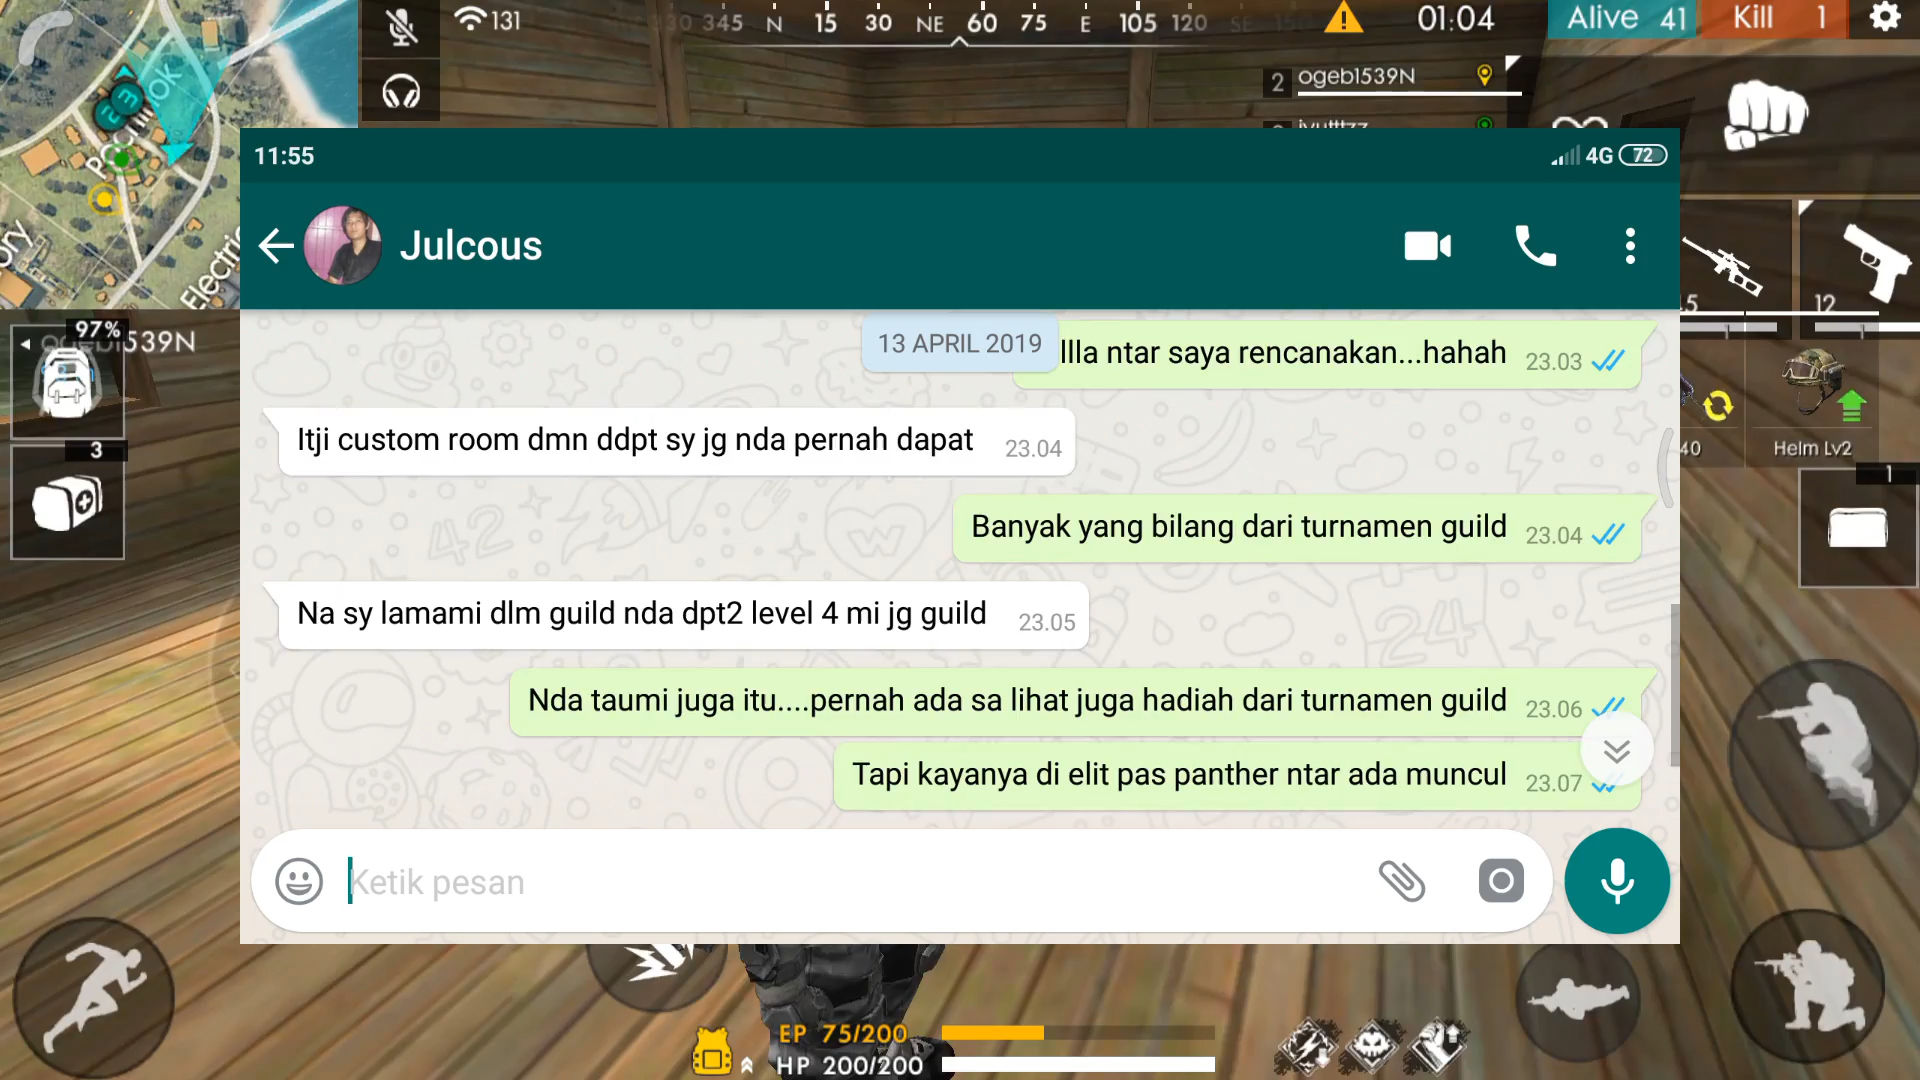 131
345 N 15 30 NE 60 75 E 105 120 SE
01:04
Alive 41
Kill 1
2 ogeb1539N
11:55
4G 72
Julcous
13 APRIL 2019
llla ntar saya rencanakan...hahah 23.03
Itji custom room dmn ddpt sy jg nda pernah dapat 23.04
Banyak yang bilang dari turnamen guild 23.04
Na sy lamami dlm guild nda dpt2 level 4 mi jg guild 23.05
Nda taumi juga itu....pernah ada sa lihat juga hadiah dari turnamen guild 23.06
Tapi kayanya di elit pas panther ntar ada muncul 23.07
Ketik pesan
97%
3
12
1
1
40
Helm Lv2
1
EP 75/200
HP 200/200